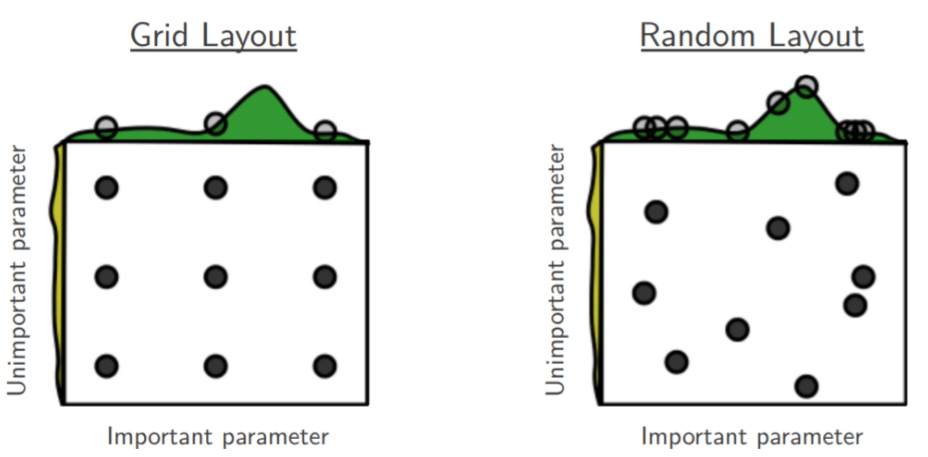 Grid Layout
Random Layout
Unimportant parameter
Unimportant parameter
Important parameter
Important parameter